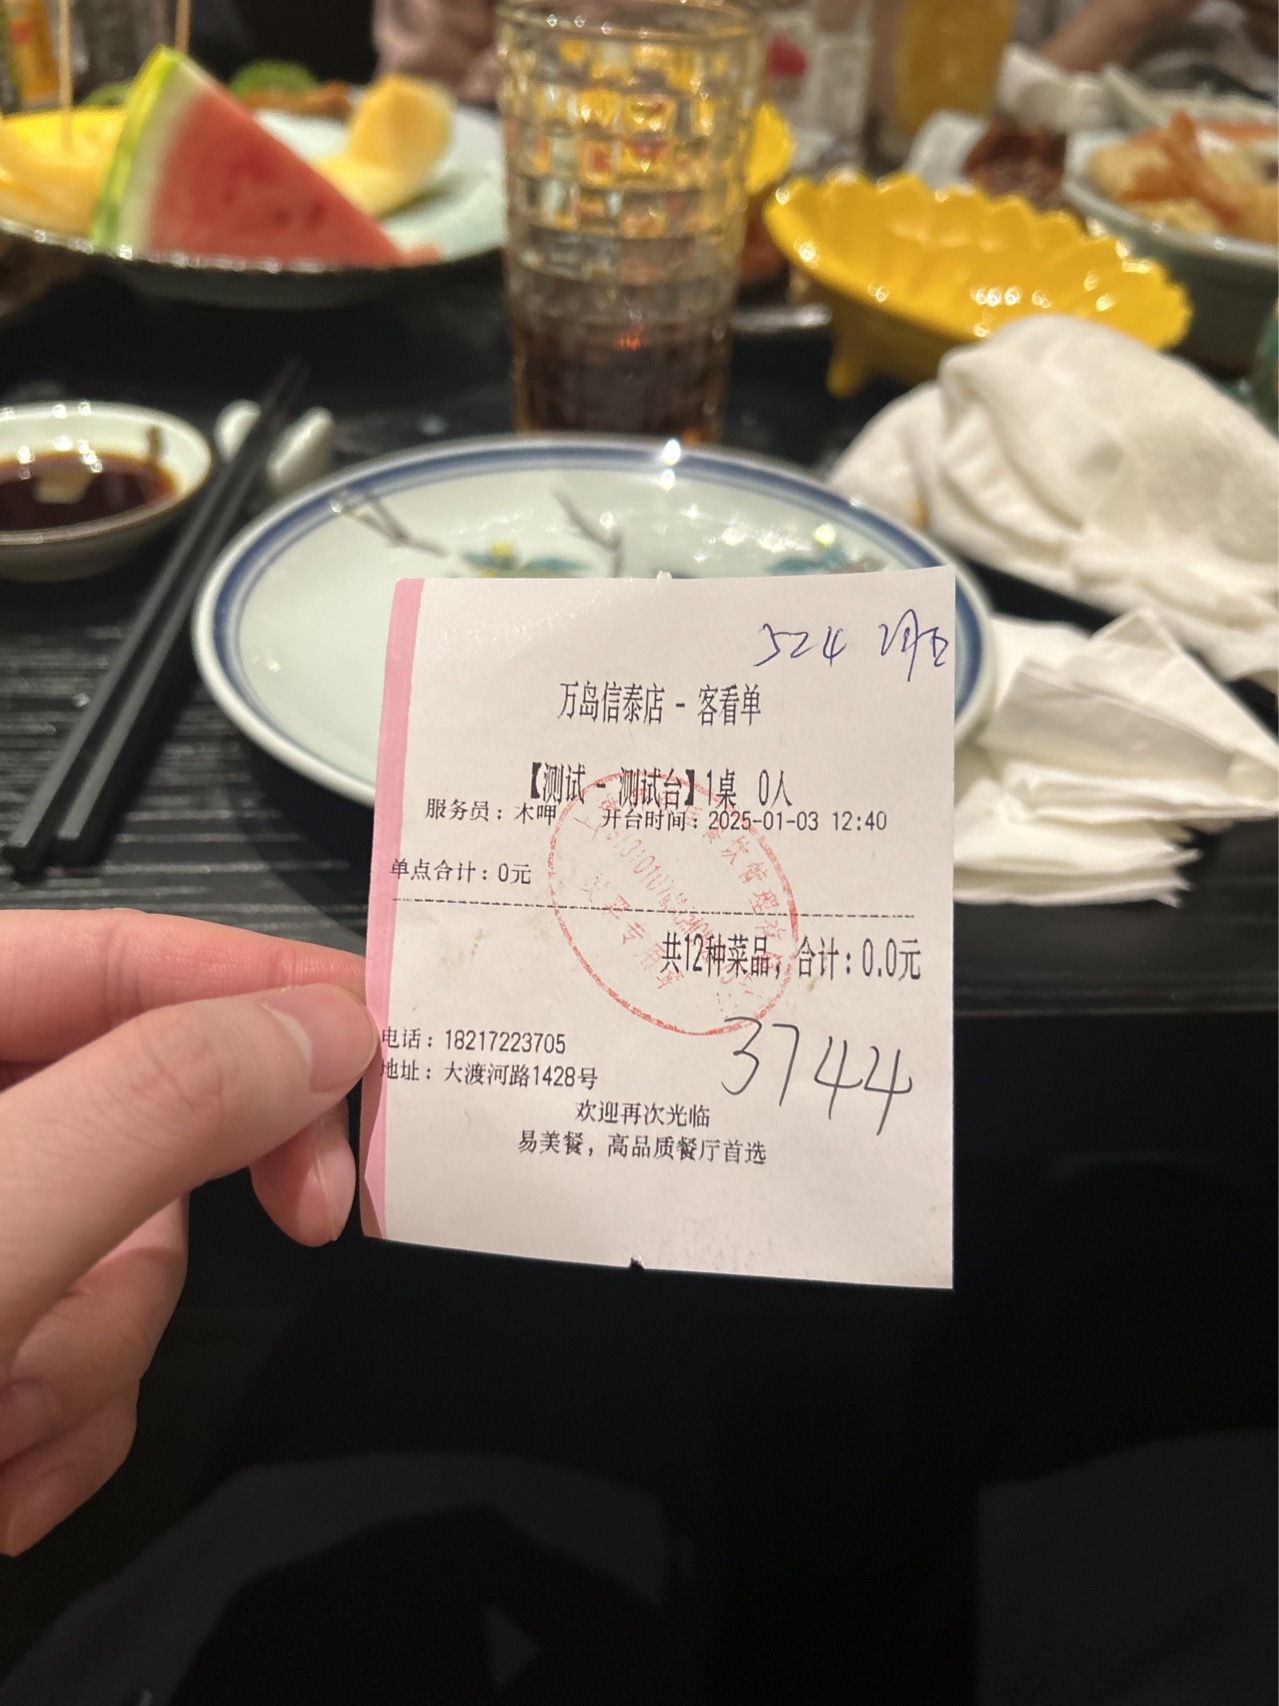 524
万岛信泰店 - 客看单
【测试 - 测试台】1桌 0人
服务员：木呷 开台时间：2025-01-03 12:40
单点合计：0元
共12种菜品，合计：0.0元
3744
电话：18217223705
地址：大渡河路1428号
欢迎再次光临
易美餐，高品质餐厅首选